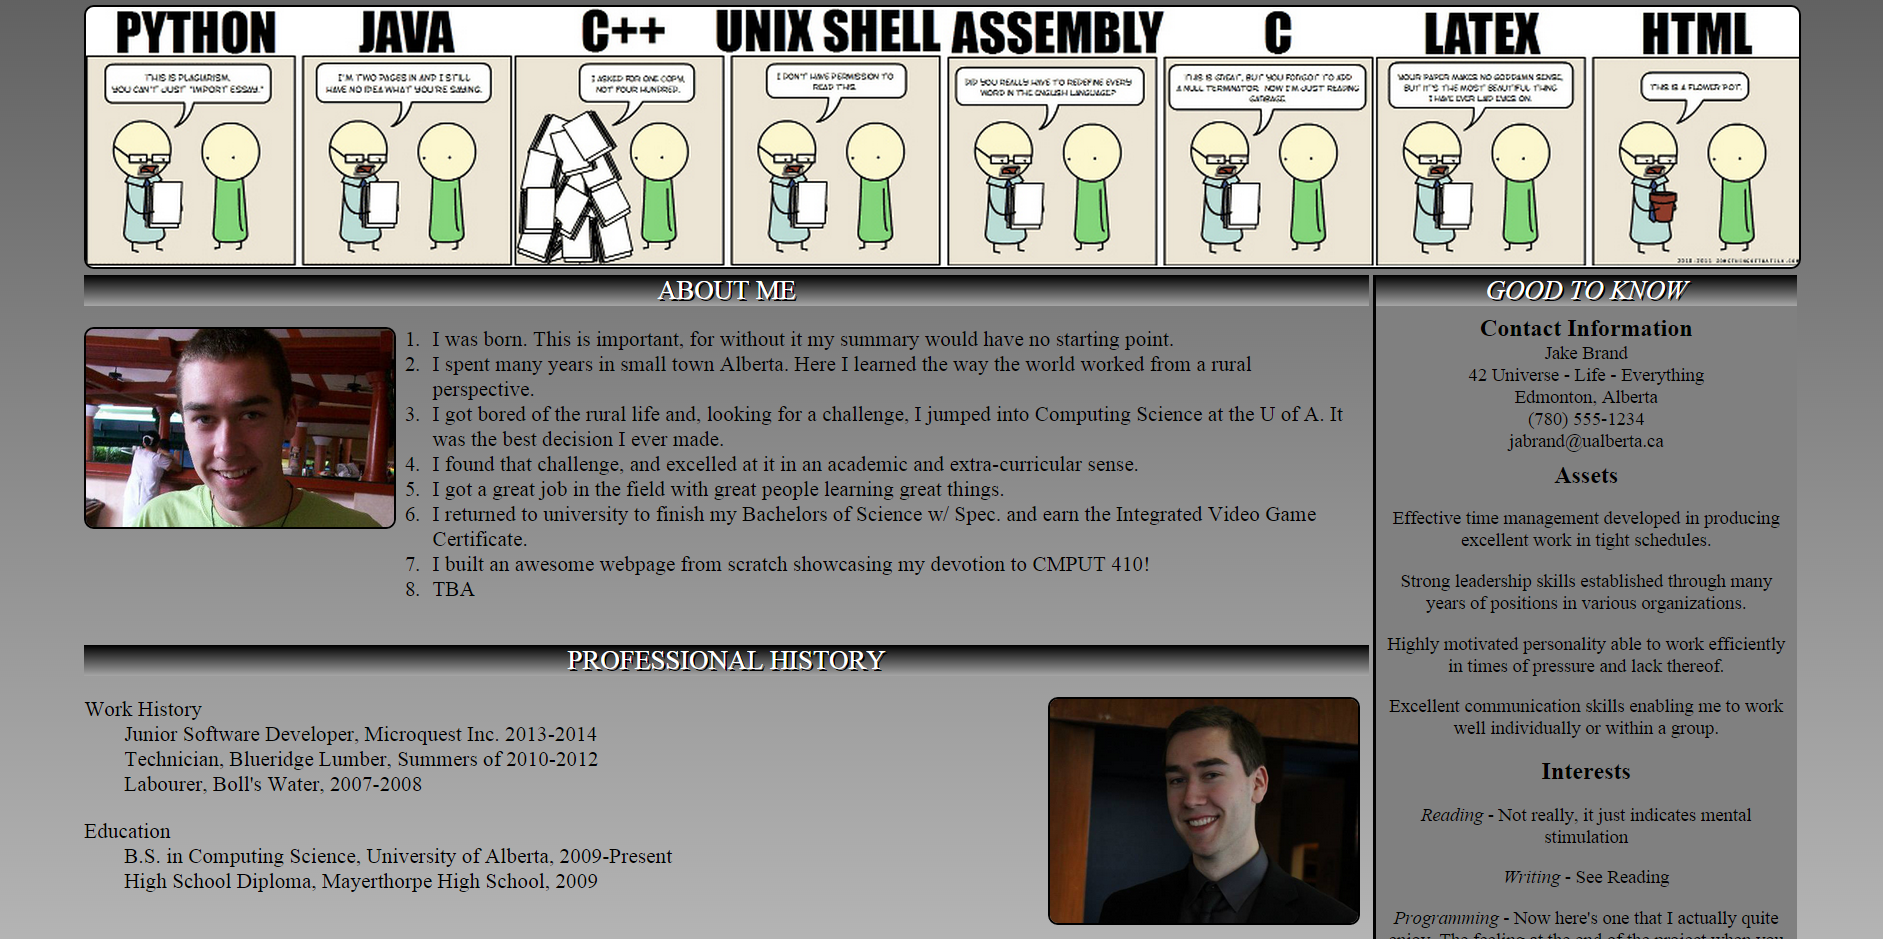 PYTHON
JAVA
C++
UNIX SHELL
ASSEMBLY
C
LATEX
HTML
THIS IS PLAGIARISM.
YOU CAN'T JUST "IMPORT ESSAY."
I'M TWO PAGES IN AND I STILL
HAVE NO IDEA WHAT YOU'RE SAYING.
I ASKED FOR ONE COPY,
NOT FOUR HUNDRED.
I DON'T HAVE PERMISSION TO
READ THIS.
DID YOU REALLY HAVE TO REDEFINE EVERY
WORD IN THE ENGLISH LANGUAGE?
THIS IS GREAT, BUT YOU FORGOT TO ADD
A NULL TERMINATOR. NOW I'M JUST READING
GARBAGE.
YOUR PAPER MAKES NO GODDAMN SENSE,
BUT IT'S THE MOST BEAUTIFUL THING
I HAVE EVER LAID EYES ON.
THIS IS A FLOWER POT.
ABOUT ME
1. I was born. This is important, for without it my summary would have no starting point.
2. I spent many years in small town Alberta. Here I learned the way the world worked from a rural
perspective.
3. I got bored of the rural life and, looking for a challenge, I jumped into Computing Science at the U of A. It
was the best decision I ever made.
4. I found that challenge, and excelled at it in an academic and extra-curricular sense.
5. I got a great job in the field with great people learning great things.
6. I returned to university to finish my Bachelors of Science w/ Spec. and earn the Integrated Video Game
Certificate.
7. I built an awesome webpage from scratch showcasing my devotion to CMPUT 410!
8. TBA
PROFESSIONAL HISTORY
Work History
Junior Software Developer, Microquest Inc. 2013-2014
Technician, Blueridge Lumber, Summers of 2010-2012
Labourer, Boll's Water, 2007-2008
Education
B.S. in Computing Science, University of Alberta, 2009-Present
High School Diploma, Mayerthorpe High School, 2009
GOOD TO KNOW
Contact Information
Jake Brand
42 Universe - Life - Everything
Edmonton, Alberta
(780) 555-1234
jabrand@ualberta.ca
Assets
Effective time management developed in producing
excellent work in tight schedules.
Strong leadership skills established through many
years of positions in various organizations.
Highly motivated personality able to work efficiently
in times of pressure and lack thereof.
Excellent communication skills enabling me to work
well individually or within a group.
Interests
Reading - Not really, it just indicates mental
stimulation
Writing - See Reading
Programming - Now here's one that I actually quite
enjoy. The feeling at the end of the project when you